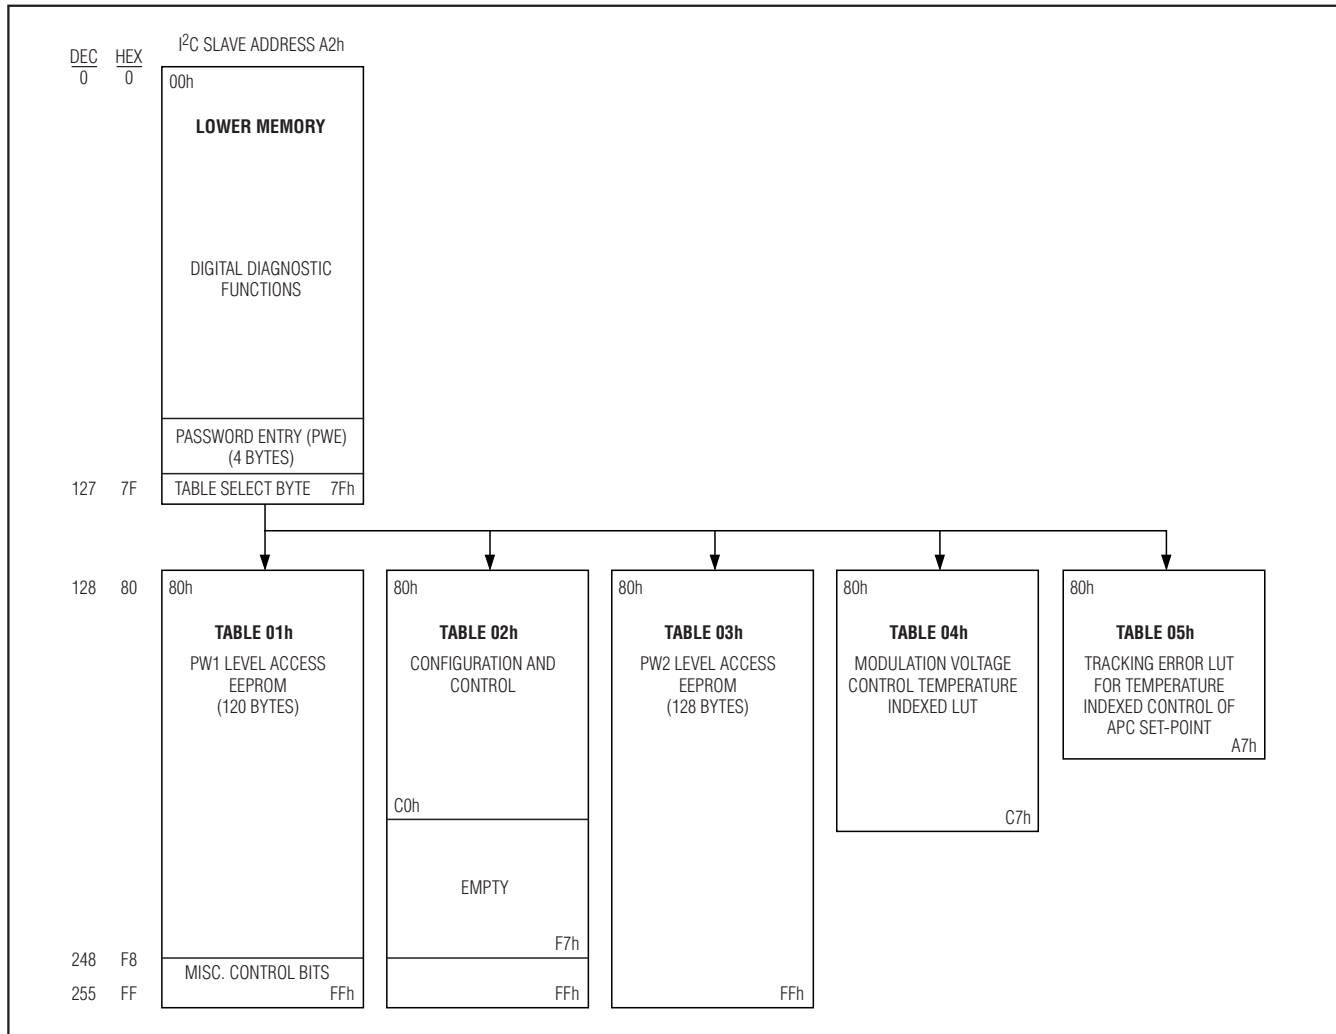 I²C SLAVE ADDRESS A2h
DEC HEX
0 0
00h
LOWER MEMORY
DIGITAL DIAGNOSTIC
FUNCTIONS
PASSWORD ENTRY (PWE)
(4 BYTES)
127 7F TABLE SELECT BYTE 7Fh
128 80
80h
TABLE 01h
PW1 LEVEL ACCESS
EEPROM
(120 BYTES)
248 F8
MISC. CONTROL BITS
255 FF FFh
80h
TABLE 02h
CONFIGURATION AND
CONTROL
C0h
EMPTY
F7h
FFh
80h
TABLE 03h
PW2 LEVEL ACCESS
EEPROM
(128 BYTES)
FFh
80h
TABLE 04h
MODULATION VOLTAGE
CONTROL TEMPERATURE
INDEXED LUT
C7h
80h
TABLE 05h
TRACKING ERROR LUT
FOR TEMPERATURE
INDEXED CONTROL OF
APC SET-POINT
A7h